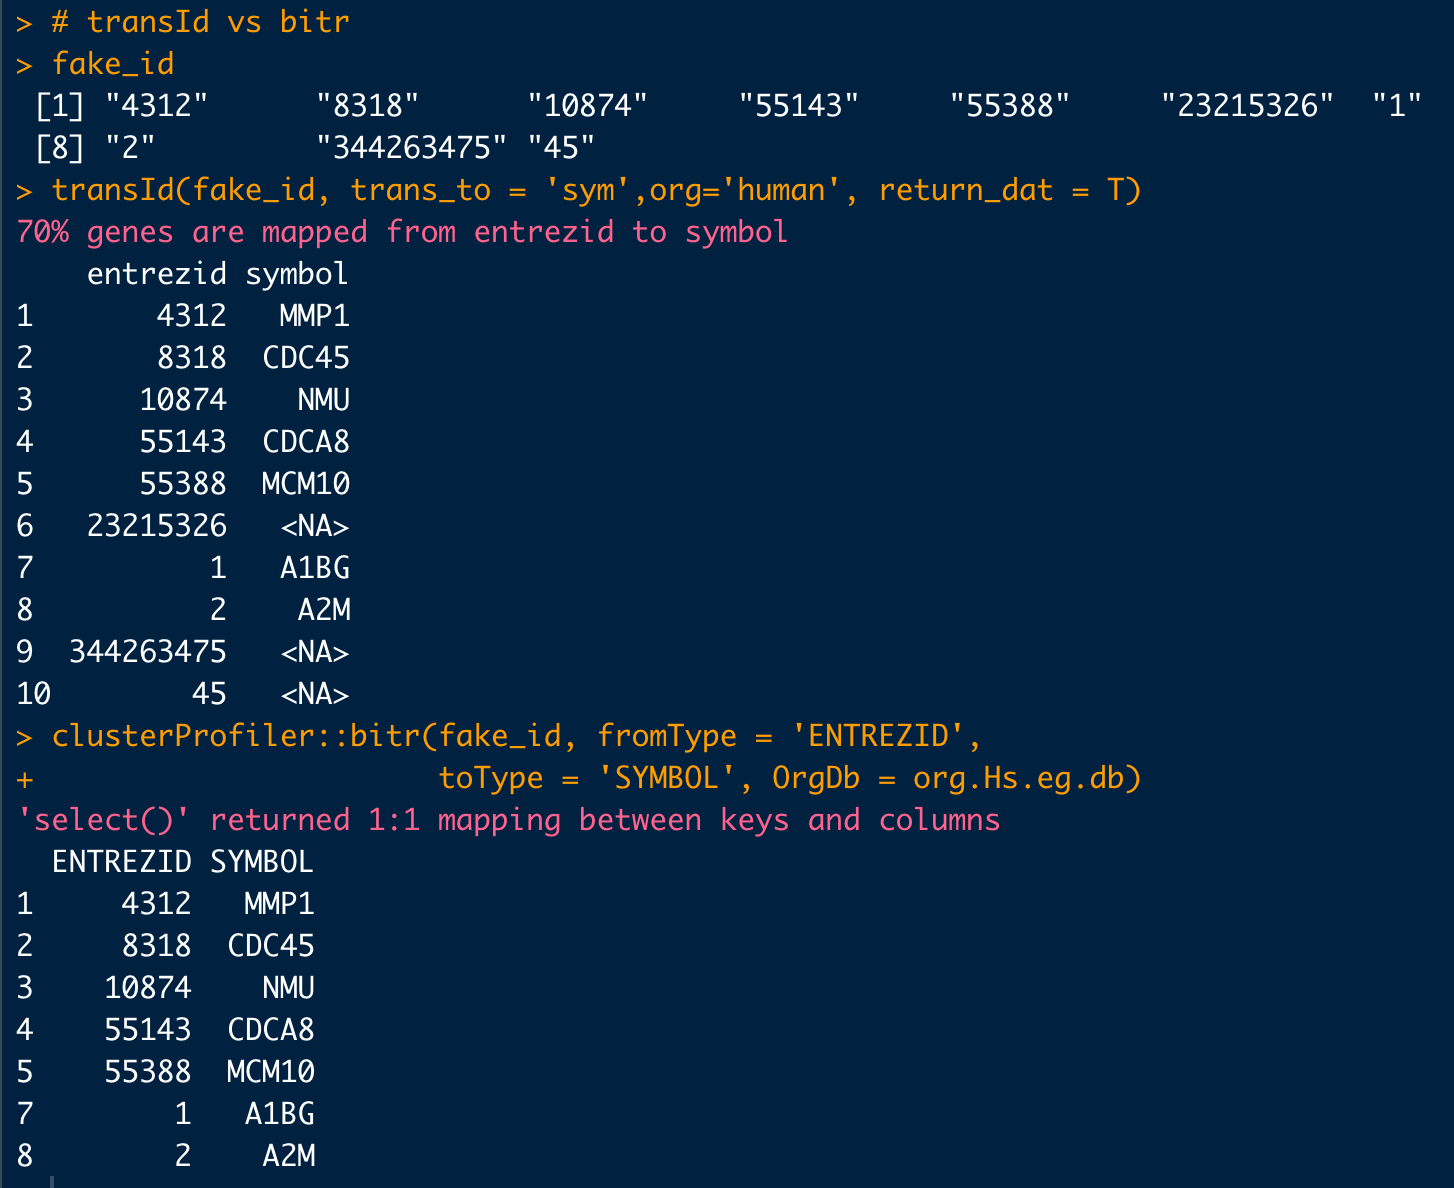 > # transId vs bitr
> fake_id
 [1] "4312"      "8318"      "10874"     "55143"     "55388"     "23215326"  "1"
 [8] "2"         "344263475" "45"
> transId(fake_id, trans_to = 'sym',org='human', return_dat = T)
70% genes are mapped from entrezid to symbol
    entrezid symbol
1       4312   MMP1
2       8318  CDC45
3      10874    NMU
4      55143  CDCA8
5      55388  MCM10
6   23215326   <NA>
7          1   A1BG
8          2    A2M
9  344263475   <NA>
10        45   <NA>
> clusterProfiler::bitr(fake_id, fromType = 'ENTREZID',
+                       toType = 'SYMBOL', OrgDb = org.Hs.eg.db)
'select()' returned 1:1 mapping between keys and columns
  ENTREZID SYMBOL
1     4312   MMP1
2     8318  CDC45
3    10874    NMU
4    55143  CDCA8
5    55388  MCM10
7        1   A1BG
8        2    A2M